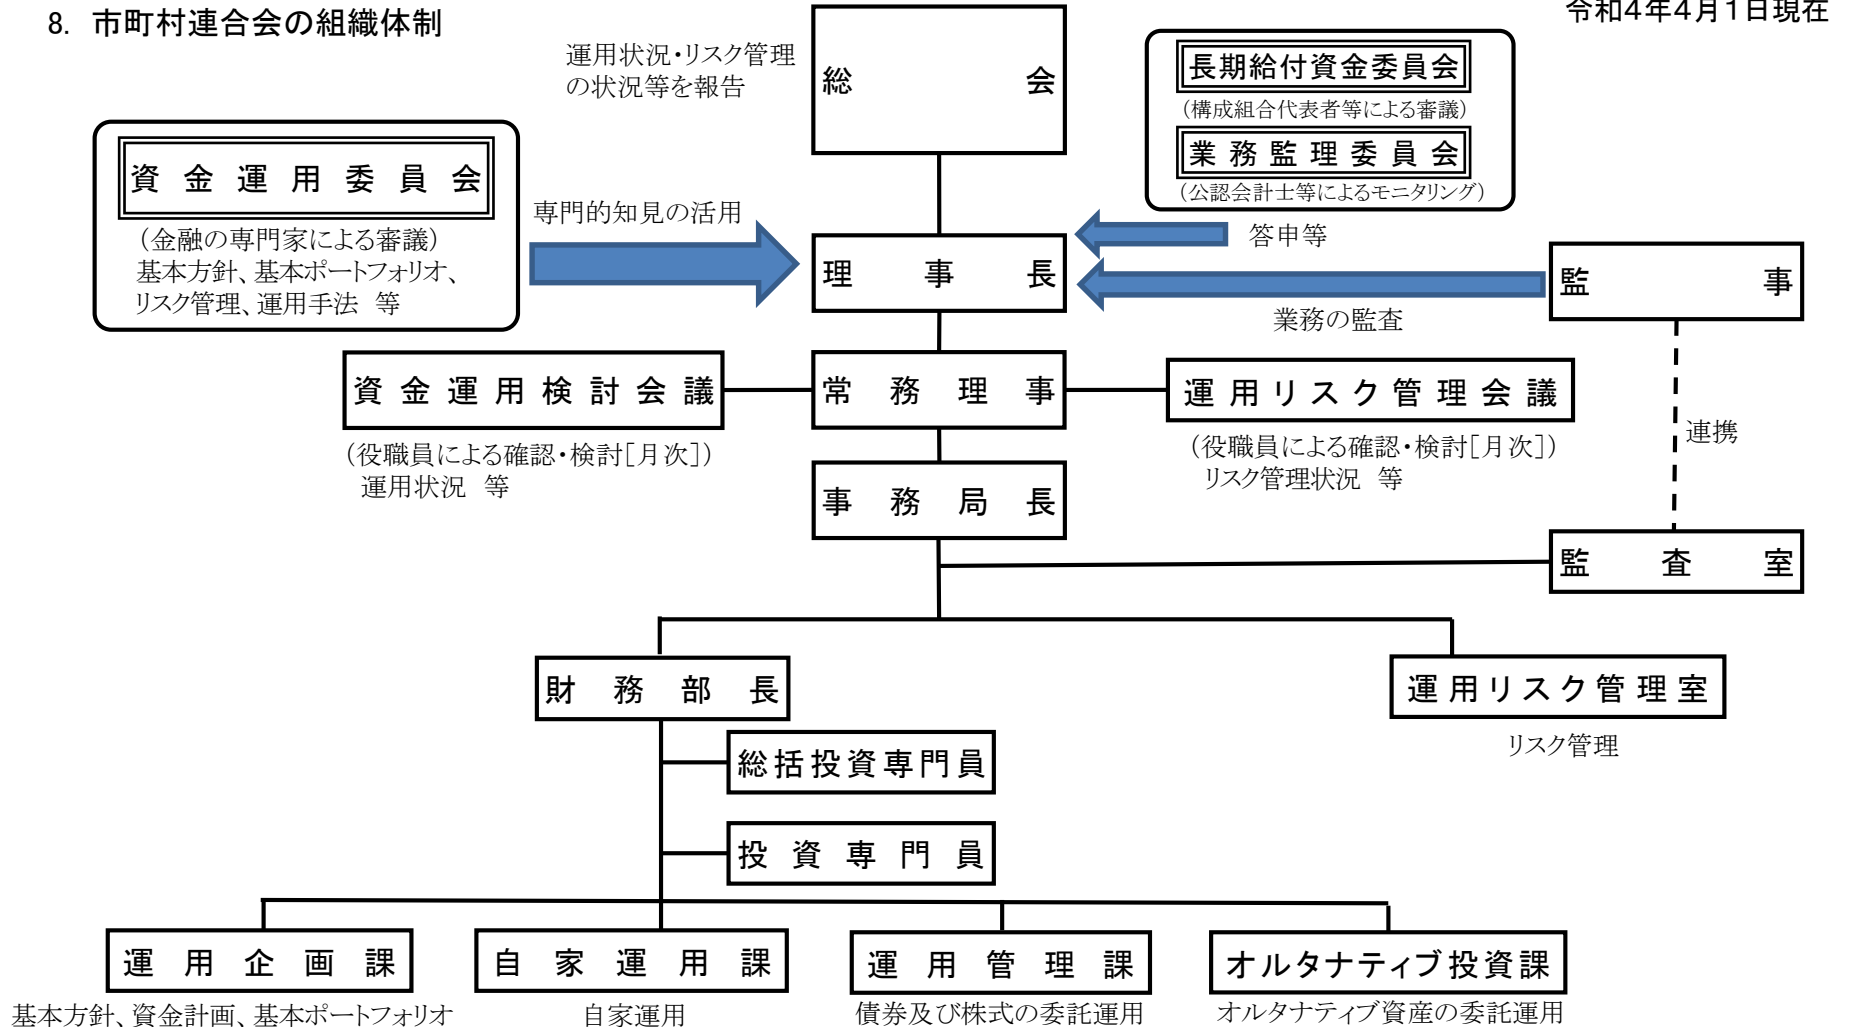 8. 市町村連合会の組織体制
令和4年4月1日現在
運用状況・リスク管理
の状況等を報告
総会
長期給付資金委員会
（構成組合代表者等による審議）
業務監理委員会
（公認会計士等によるモニタリング）
資金運用委員会
（金融の専門家による審議）
基本方針、基本ポートフォリオ、
リスク管理、運用手法 等
専門的知見の活用
答申等
理事長
監事
業務の監査
資金運用検討会議
常務理事
運用リスク管理会議
（役職員による確認・検討［月次］）
運用状況 等
（役職員による確認・検討［月次］）
リスク管理状況 等
連携
事務局長
監査室
財務部長
運用リスク管理室
リスク管理
総括投資専門員
投資専門員
運用企画課
自家運用課
運用管理課
オルタナティブ投資課
基本方針、資金計画、基本ポートフォリオ
自家運用
債券及び株式の委託運用
オルタナティブ資産の委託運用